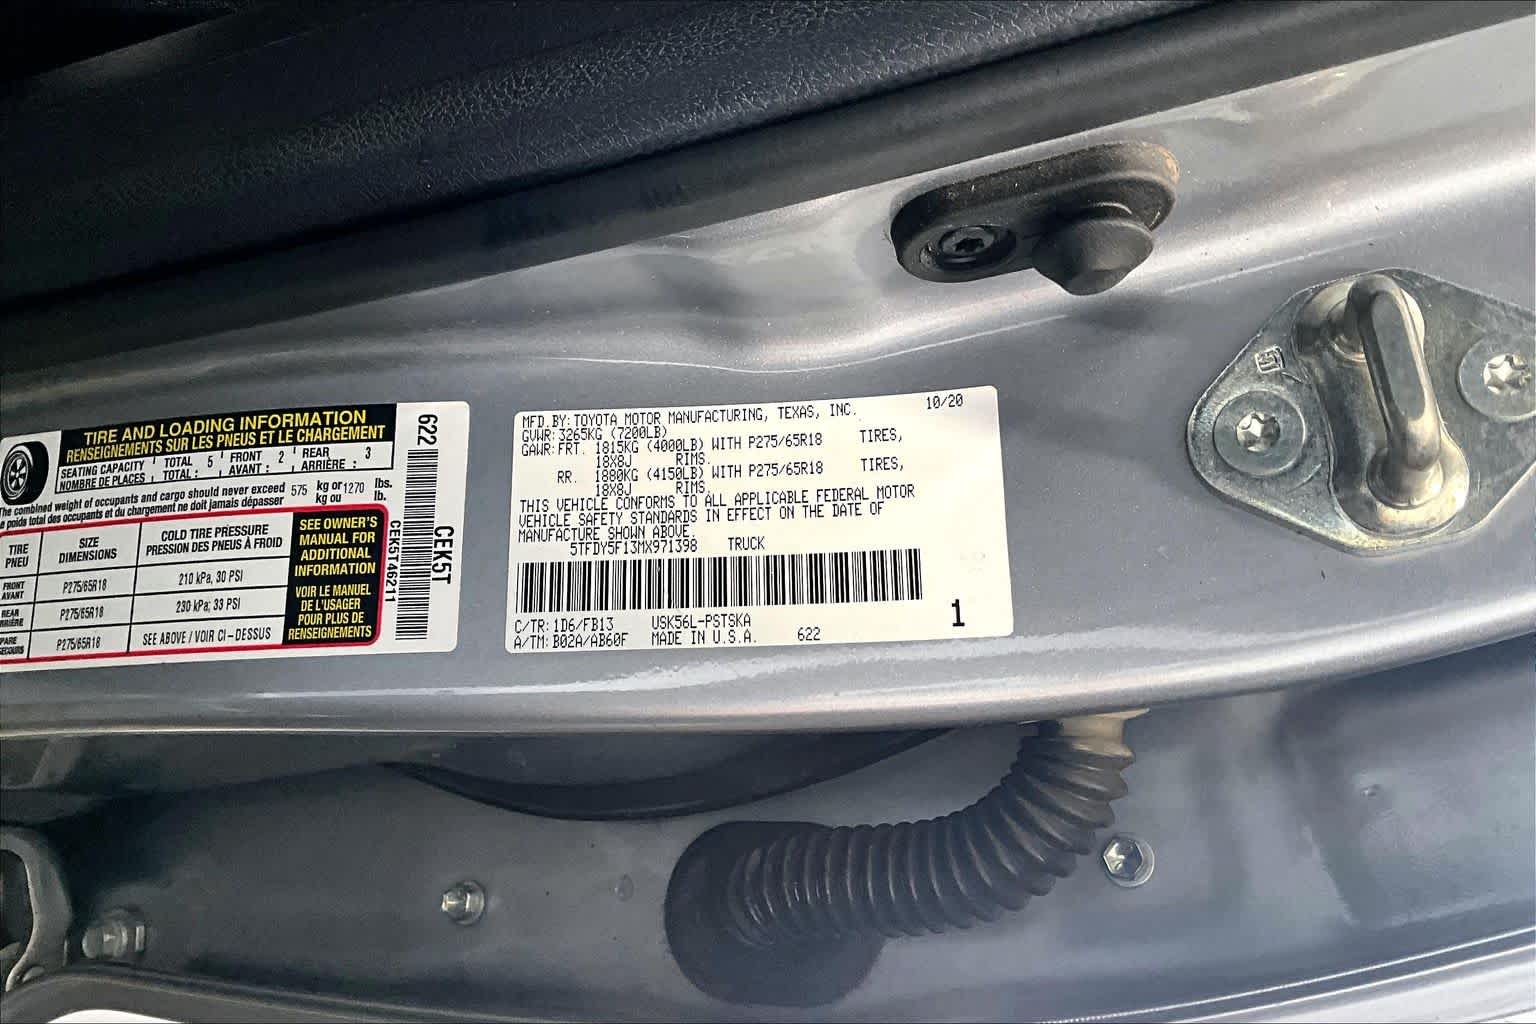 TIRE AND LOADING INFORMATION
RENSEIGNEMENTS SUR LES PNEUS ET LE CHARGEMENT
SEATING CAPACITY TOTAL 5 FRONT : 2 REAR : 3
NOMBRE DE PLACES TOTAL : AVANT : ARRIÈRE :
The combined weight of occupants and cargo should never exceed 575 kg or 1270 lbs.
poids total des occupants et du chargement ne doit jamais dépasser kg ou lb.
TIRE SIZE COLD TIRE PRESSURE
PNEU DIMENSIONS PRESSION DES PNEUS À FROID
FRONT P275/65R18 210 kPa, 30 PSI
AVANT
REAR P275/65R18 230 kPa; 33 PSI
P275/65R18 SEE ABOVE / VOIR CI-DESSUS
SEE OWNER'S
MANUAL FOR
ADDITIONAL
INFORMATION
VOIR LE MANUEL
DE L'USAGER
POUR PLUS DE
RENSEIGNEMENTS
622
CEK5T
CEK5T46211
MFD. BY: TOYOTA MOTOR MANUFACTURING, TEXAS, INC. 10/20
GVWR: 3265KG (7200LB)
GAWR: FRT. 1815KG (4000LB) WITH P275/65R18 TIRES,
18X8J RIMS.
RR. 1880KG (4150LB) WITH P275/65R18 TIRES,
18X8J RIMS.
THIS VEHICLE CONFORMS TO ALL APPLICABLE FEDERAL MOTOR
VEHICLE SAFETY STANDARDS IN EFFECT ON THE DATE OF
MANUFACTURE SHOWN ABOVE.
5TFDY5F13MX971398 TRUCK
C/TR: 1D6/FB13 USK56L-PSTSKA 1
A/TM: B02A/AB60F MADE IN U.S.A. 622